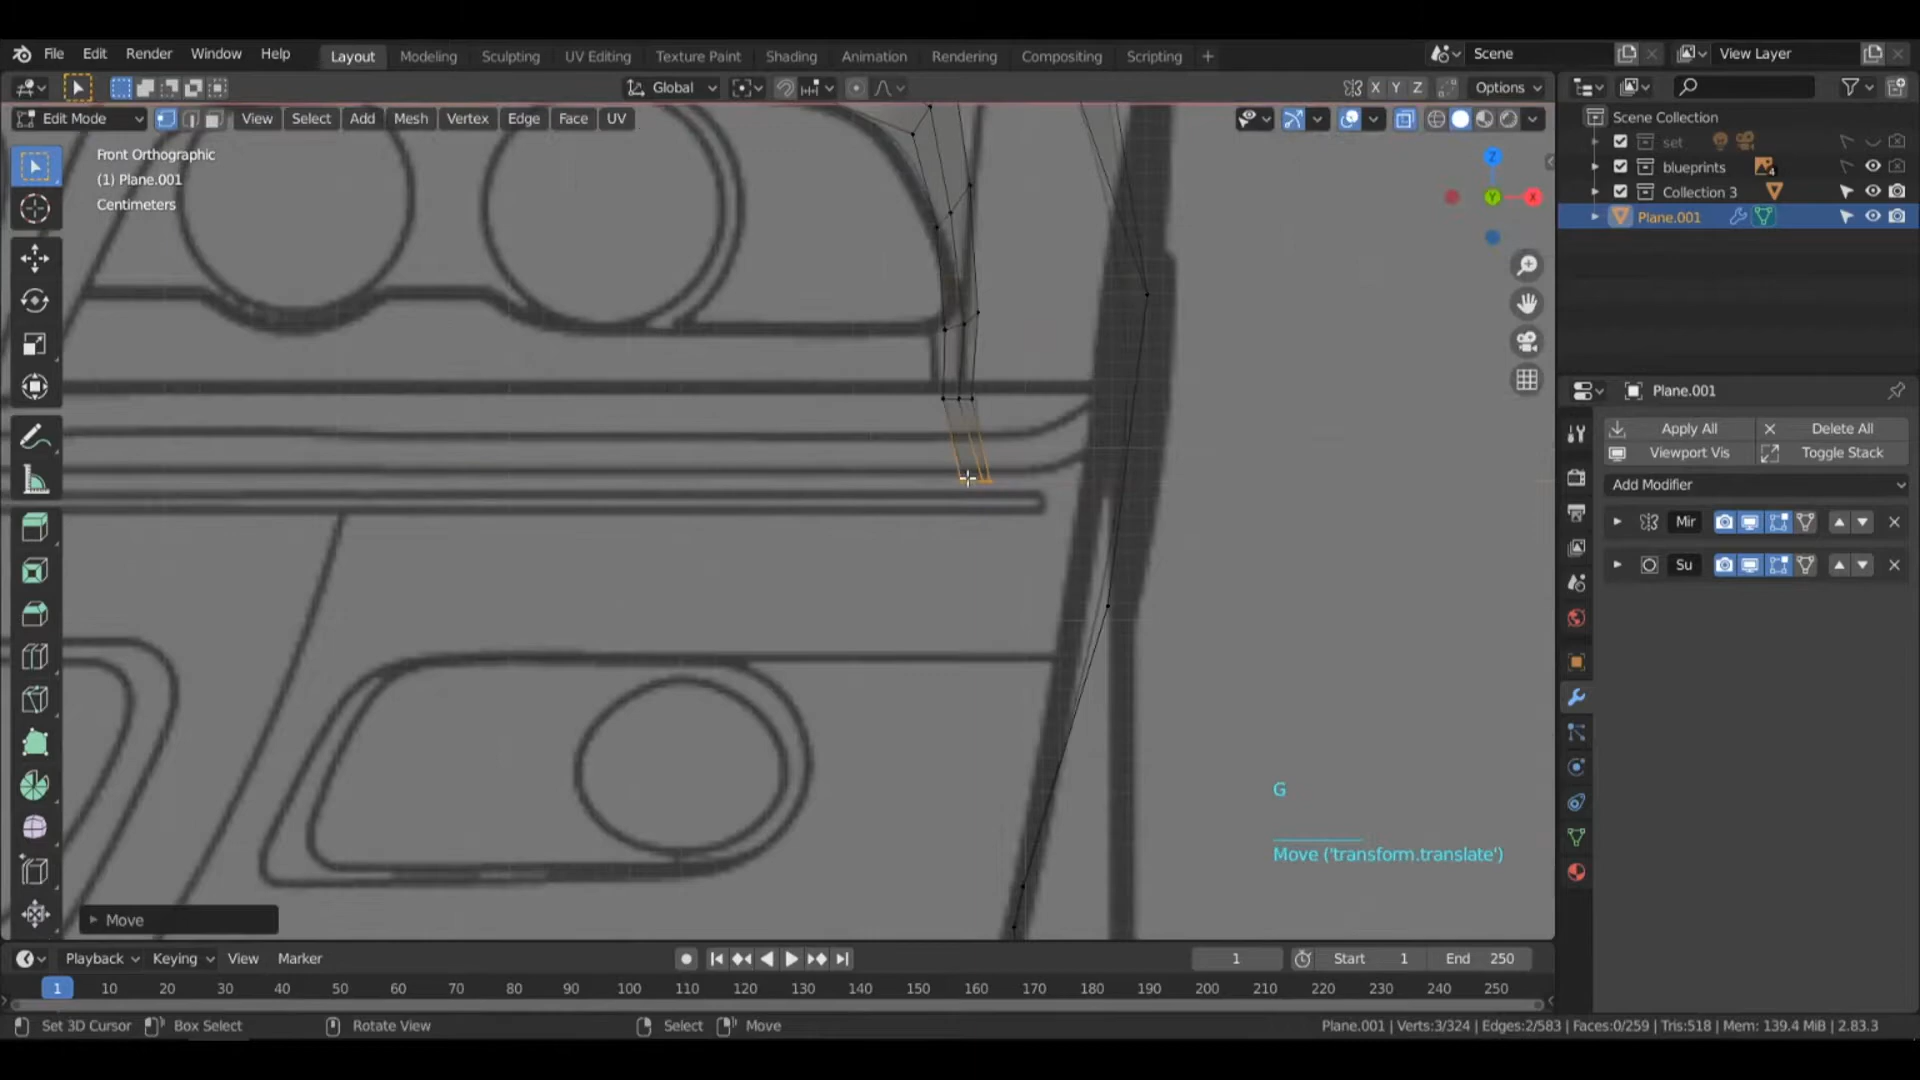 File Edit Render Window Help Layout Modeling Sculpting UV Editing Texture Paint Shading Animation Rendering Compositing Scripting + Scene View Layer
Global X Y Z Options
Edit Mode View Select Add Mesh Vertex Edge Face UV
Front Orthographic
(1) Plane.001
Centimeters
Z
Y
X
Scene Collection
set
blueprints 4
Collection 3
Plane.001
Plane.001
Apply All Delete All
Viewport Vis Toggle Stack
Add Modifier
Mir
Su
G
Move ('transform.translate')
Move
Playback Keying View Marker 1 Start 1 End 250
1 10 20 30 40 50 60 70 80 90 100 110 120 130 140 150 160 170 180 190 200 210 220 230 240 250
Set 3D Cursor Box Select Rotate View Select Move Plane.001 | Verts:3/324 | Edges:2/583 | Faces:0/259 | Tris:518 | Mem: 139.4 MiB | 2.83.3